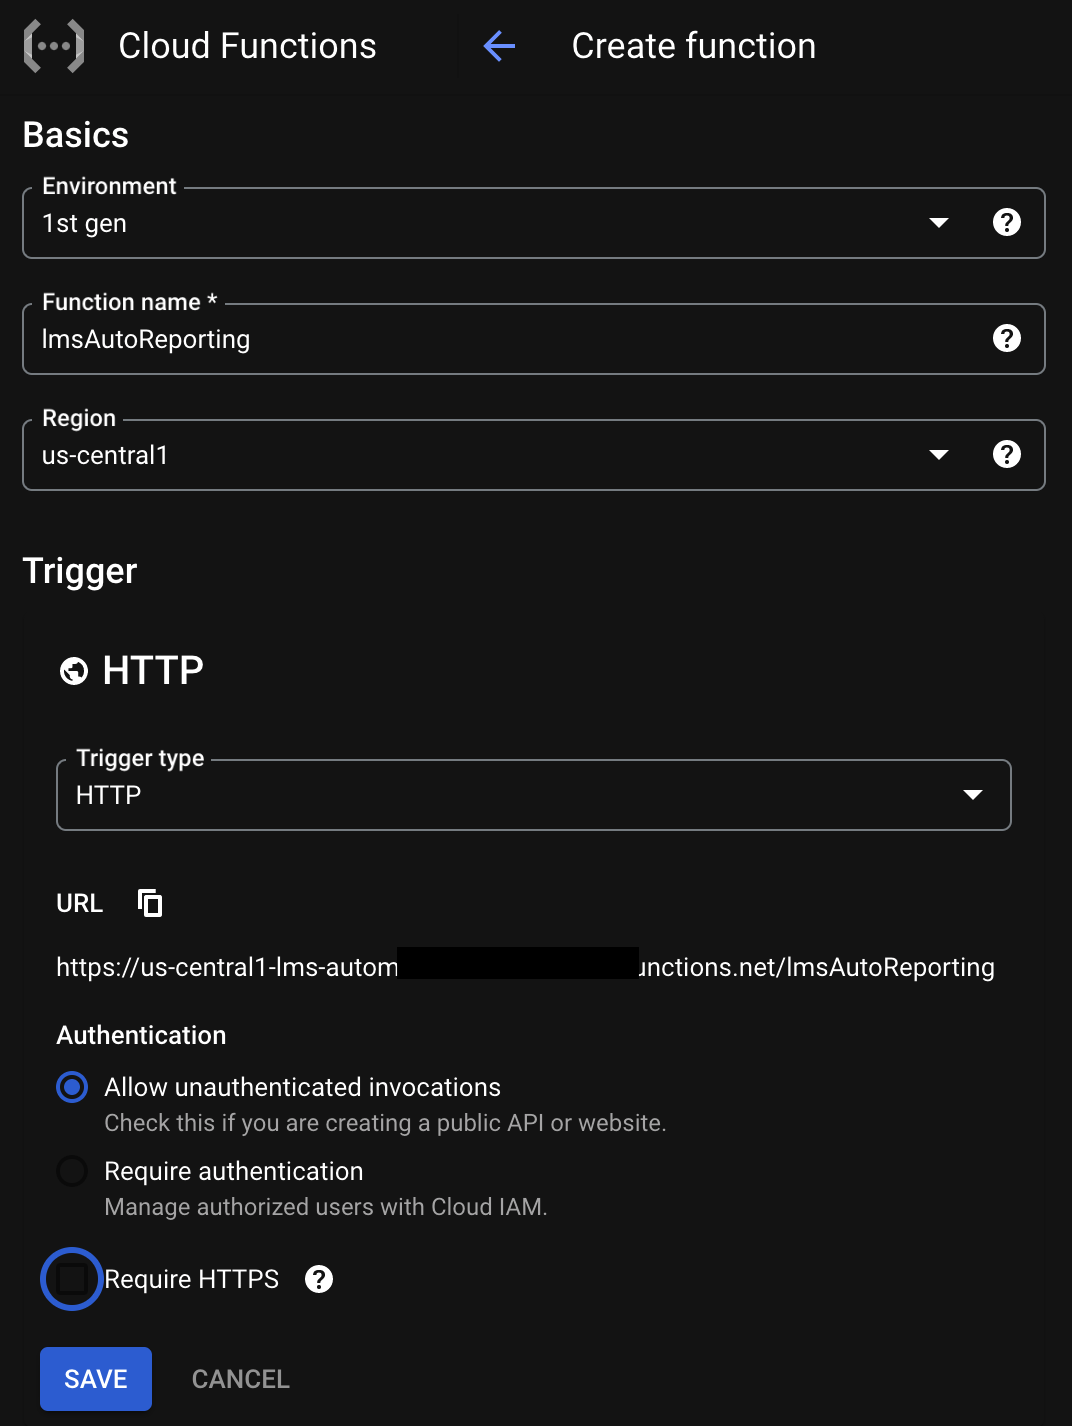 Cloud Functions
Create function
Basics
Environment
1st gen
Function name *
lmsAutoReporting
Region
us-central1
Trigger
HTTP
Trigger type
HTTP
URL
https://us-central1-lms-autom unctions.net/lmsAutoReporting
Authentication
Allow unauthenticated invocations
Check this if you are creating a public API or website.
Require authentication
Manage authorized users with Cloud IAM.
Require HTTPS
SAVE CANCEL